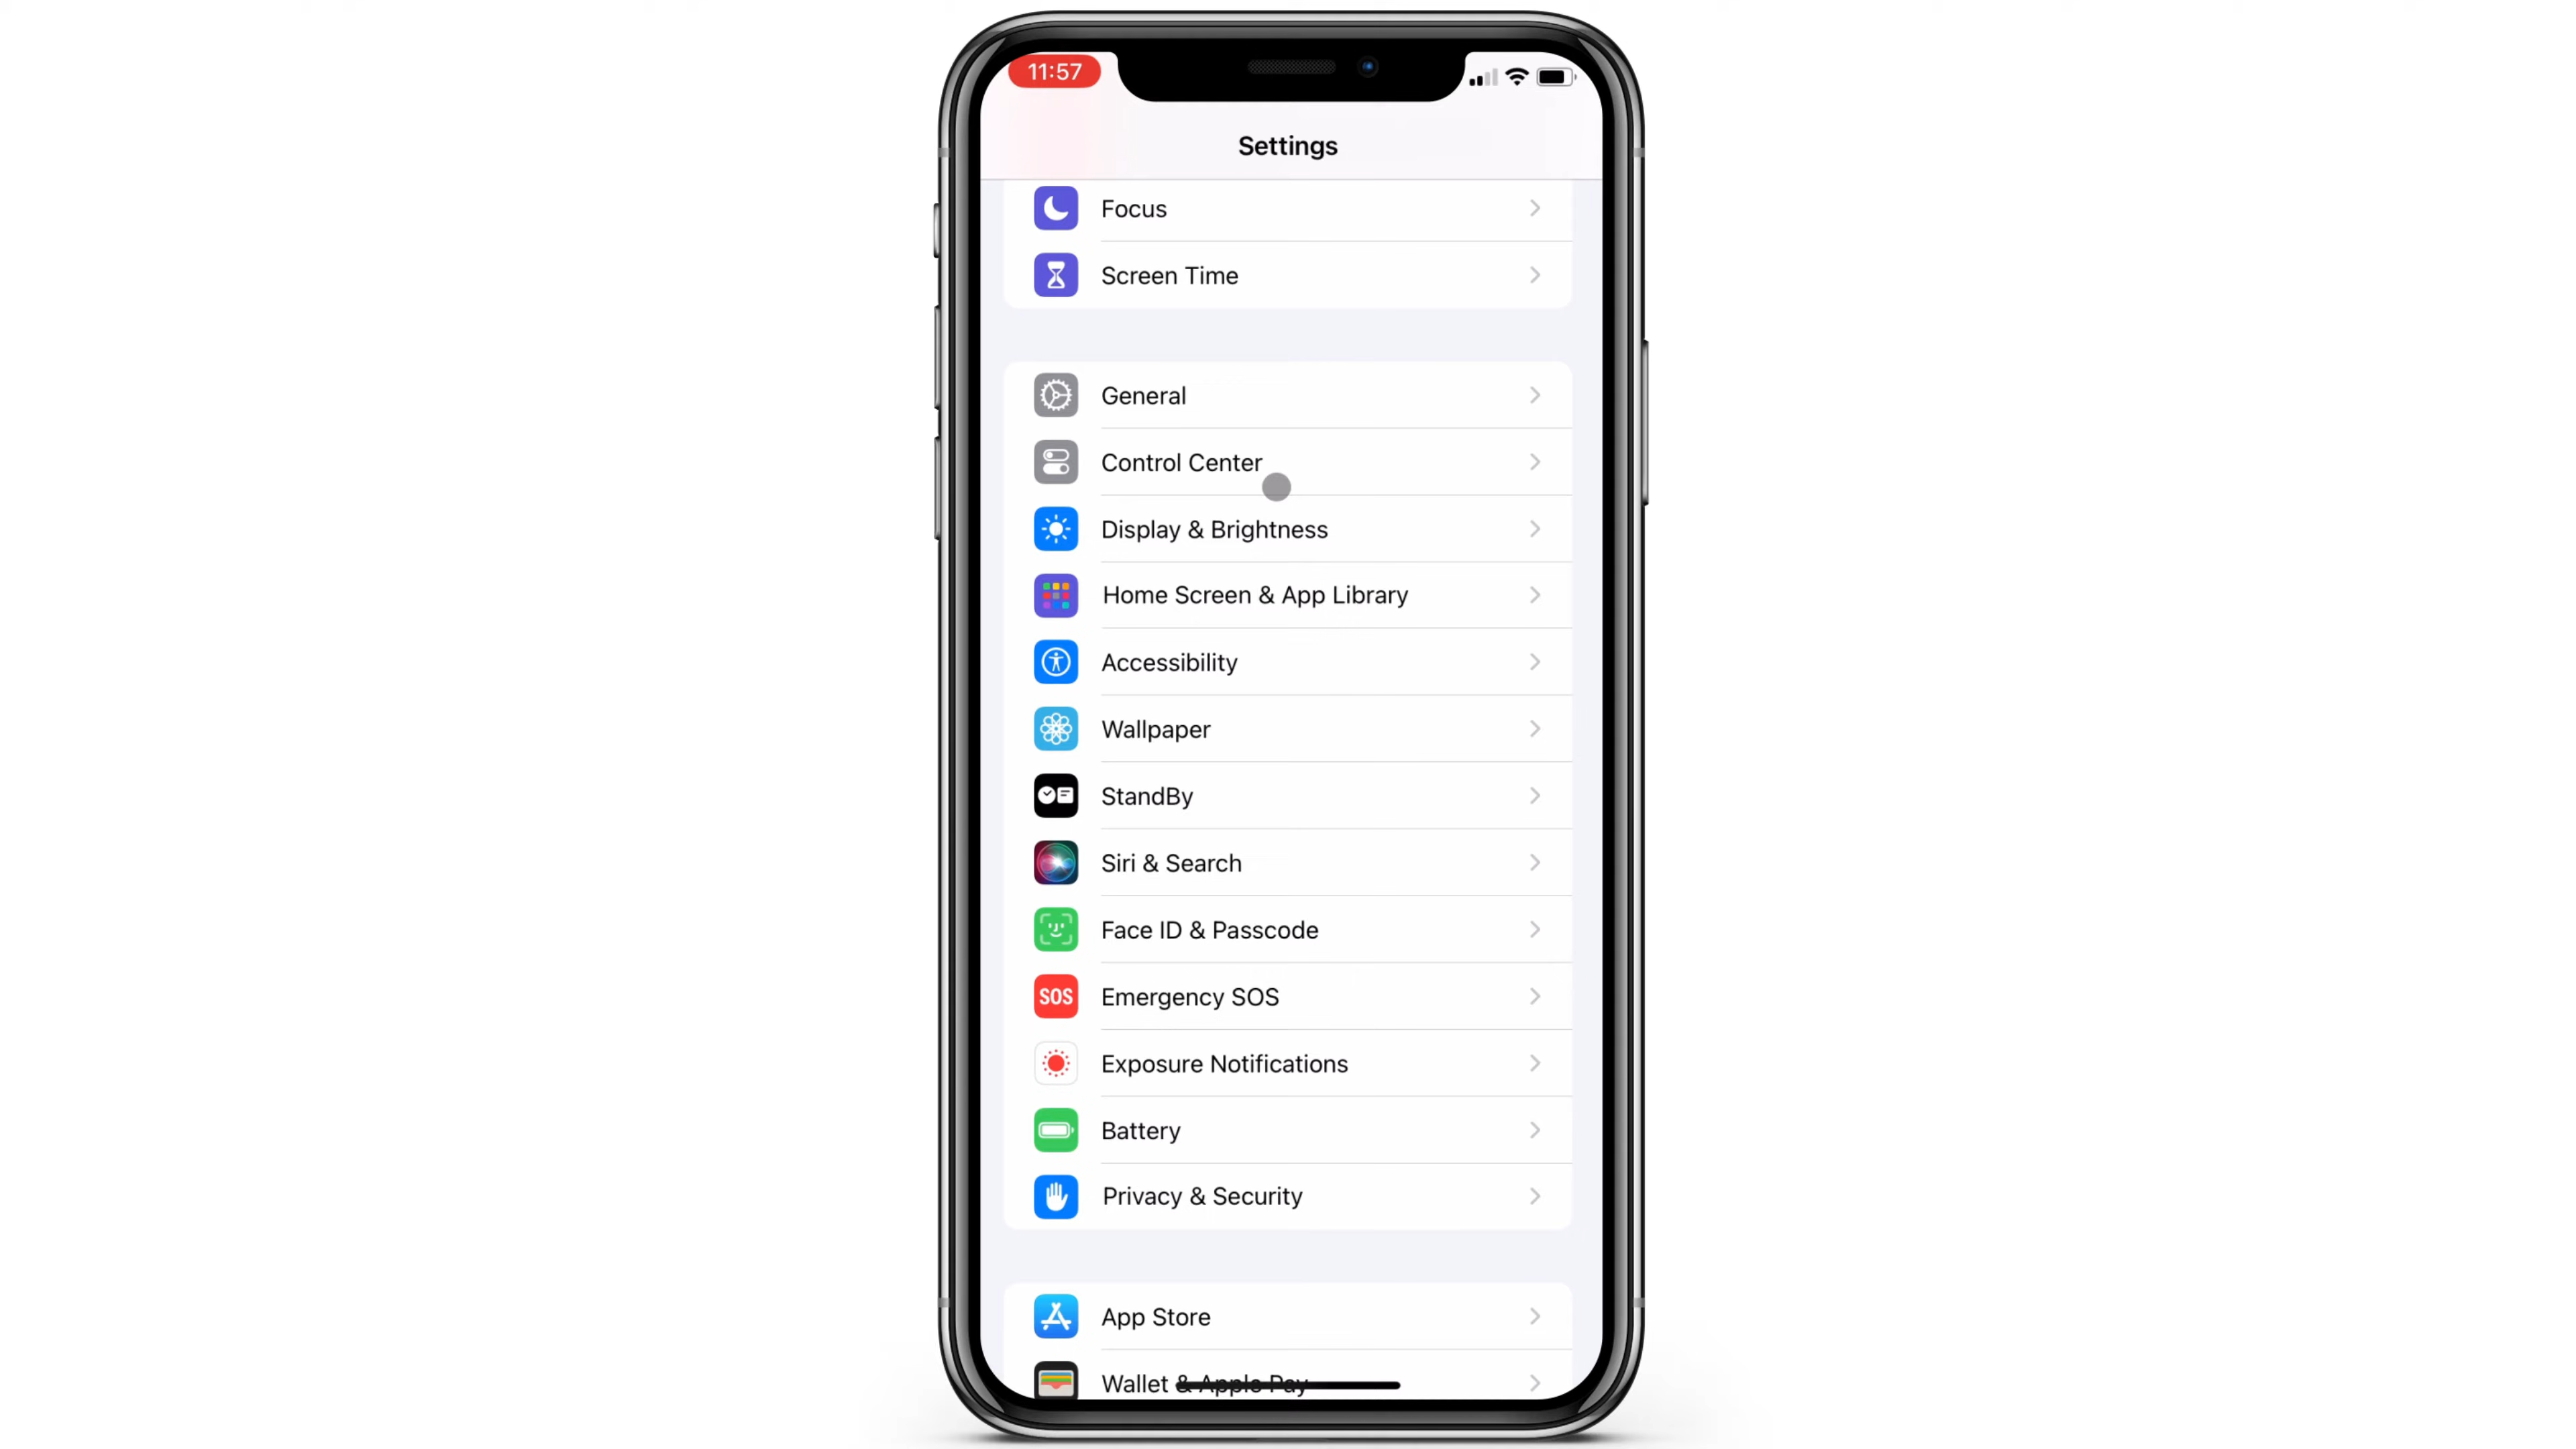 11:57
Settings
Focus
Screen Time
General
Control Center
Display & Brightness
Home Screen & App Library
Accessibility
Wallpaper
StandBy
Siri & Search
Face ID & Passcode
SOS Emergency SOS
Exposure Notifications
Battery
Privacy & Security
App Store
Wallet & Apple Pay